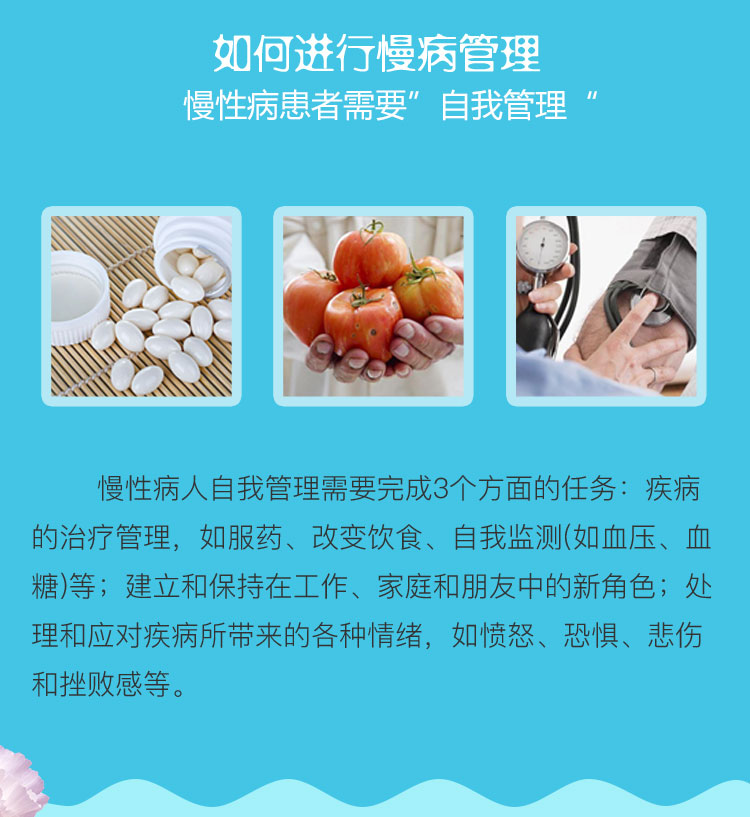 如何进行慢病管理
慢性病患者需要”自我管理“
慢性病人自我管理需要完成3个方面的任务：疾病
的治疗管理，如服药、改变饮食、自我监测(如血压、血
糖)等；建立和保持在工作、家庭和朋友中的新角色；处
理和应对疾病所带来的各种情绪，如愤怒、恐惧、悲伤
和挫败感等。